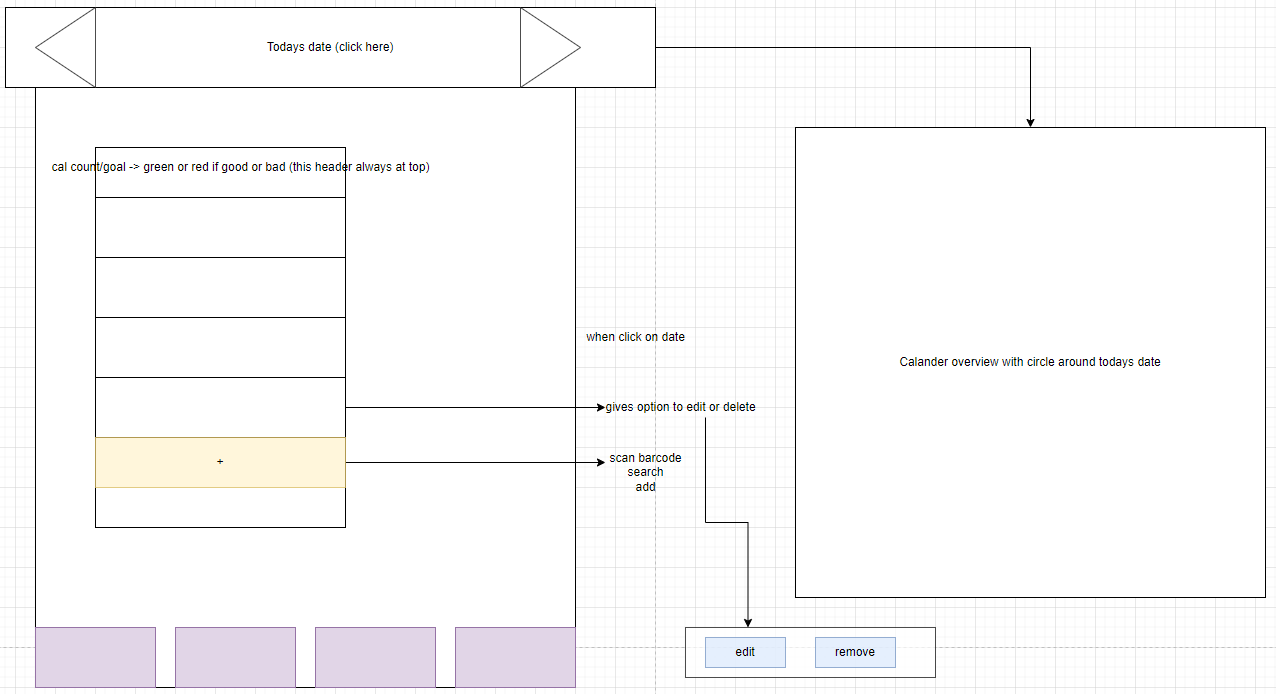 Todays date (click here)
cal count/goal -> green or red if good or bad (this header always at top)
when click on date
Calander overview with circle around todays date
gives option to edit or delete
+
scan barcode
search
add
edit
remove